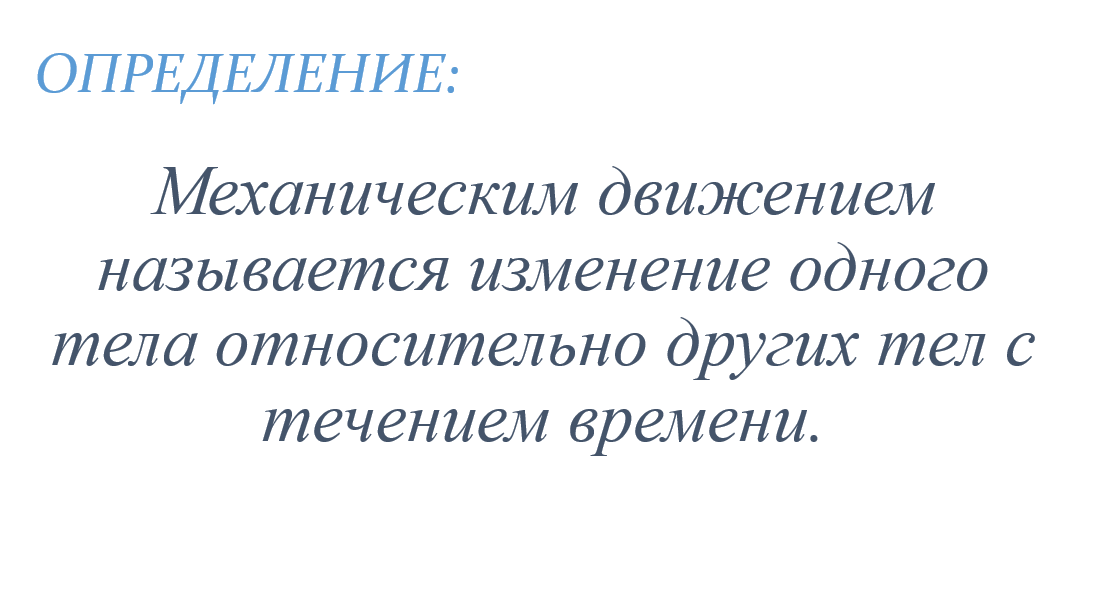 ОПРЕДЕЛЕНИЕ:
Механическим движением
называется изменение одного
тела относительно других тел с
течением времени.